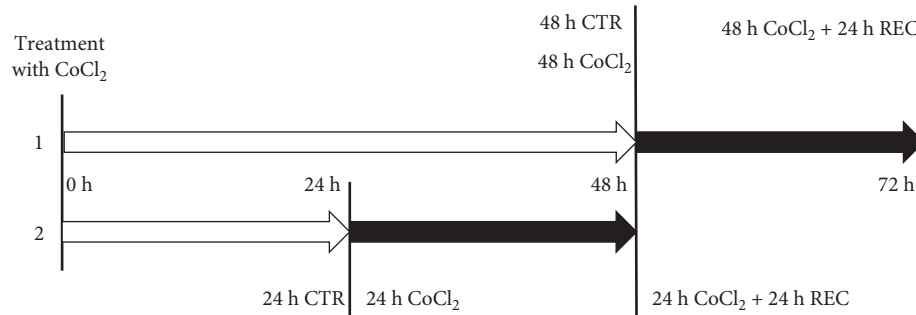 48 h CTR
48 h CoCl₂ + 24 h REC
Treatment
with CoCl₂
48 h CoCl₂
1
0 h
24 h
48 h
72 h
2
24 h CTR
24 h CoCl₂
24 h CoCl₂ + 24 h REC